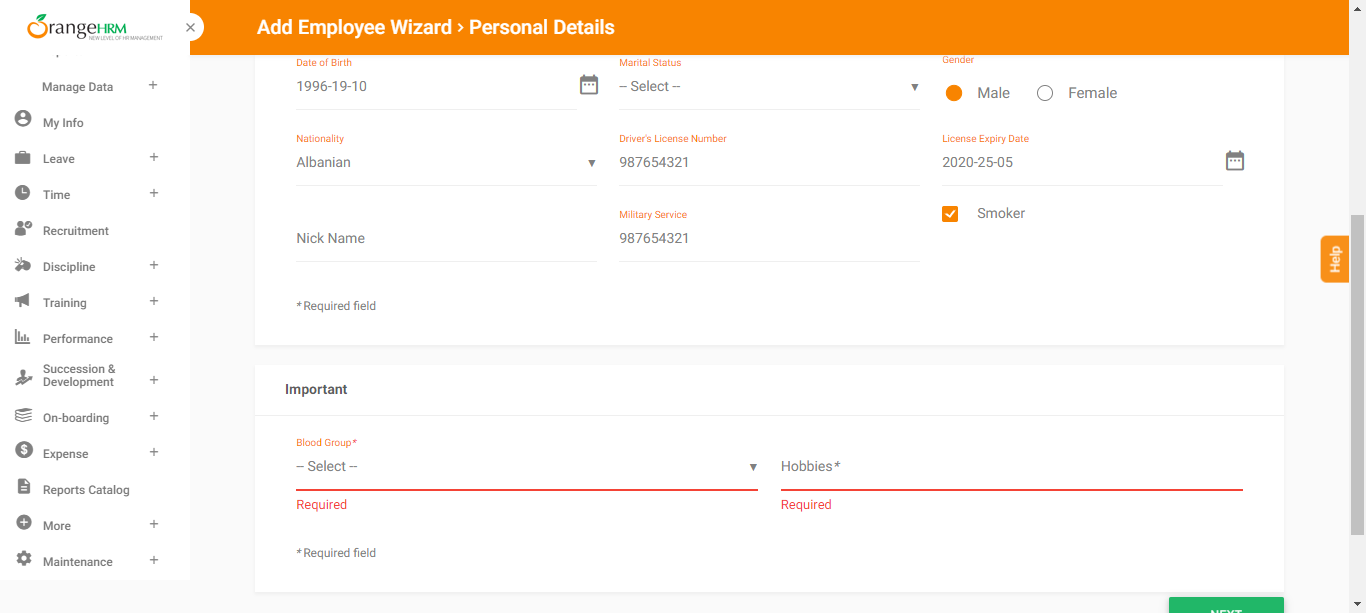 OrangeHRM
NEW LEVEL OF HR MANAGEMENT
Add Employee Wizard › Personal Details
Manage Data
My Info
Leave
Time
Recruitment
Discipline
Training
Performance
Succession &
Development
On-boarding
Expense
Reports Catalog
More
Maintenance
Date of Birth
1996-19-10
Marital Status
-- Select --
Gender
Male
Female
Nationality
Albanian
Driver's License Number
987654321
License Expiry Date
2020-25-05
Nick Name
Military Service
987654321
Smoker
* Required field
Important
Blood Group*
-- Select --
Required
Hobbies*
Required
* Required field
NEXT
Help